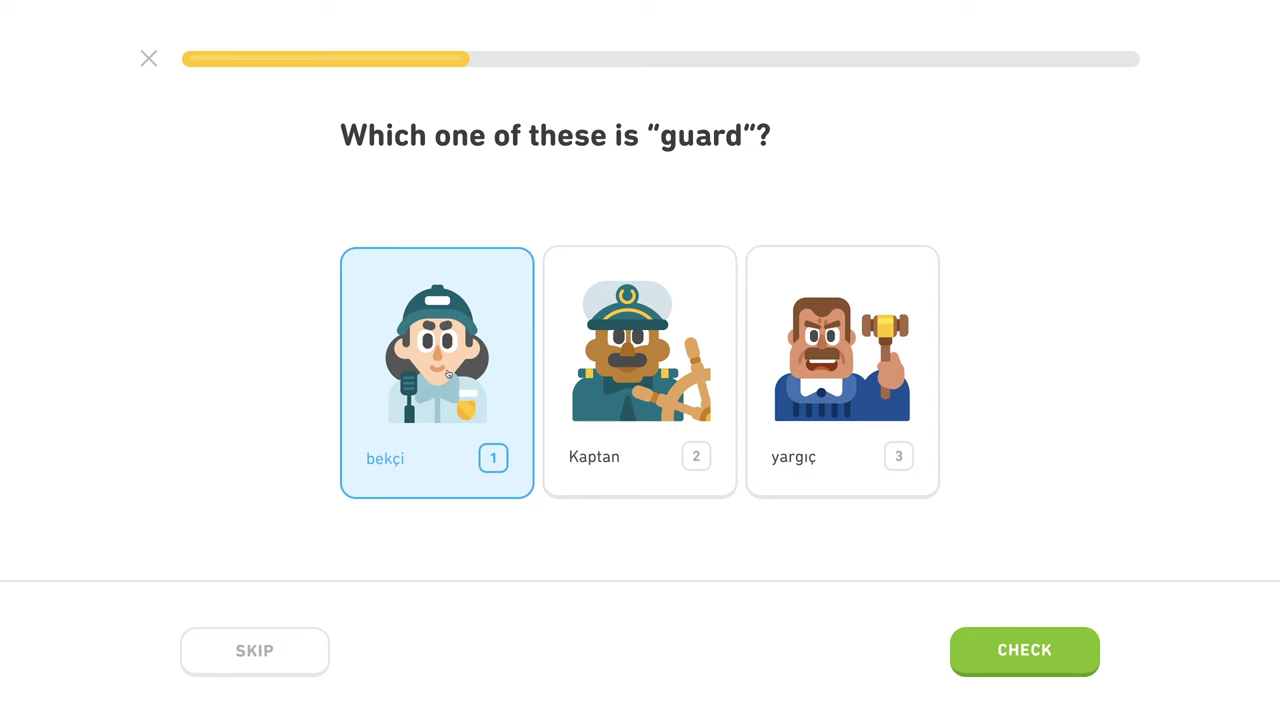 Which one of these is “guard”?
bekçi 1
Kaptan 2
yargıç 3
SKIP
CHECK